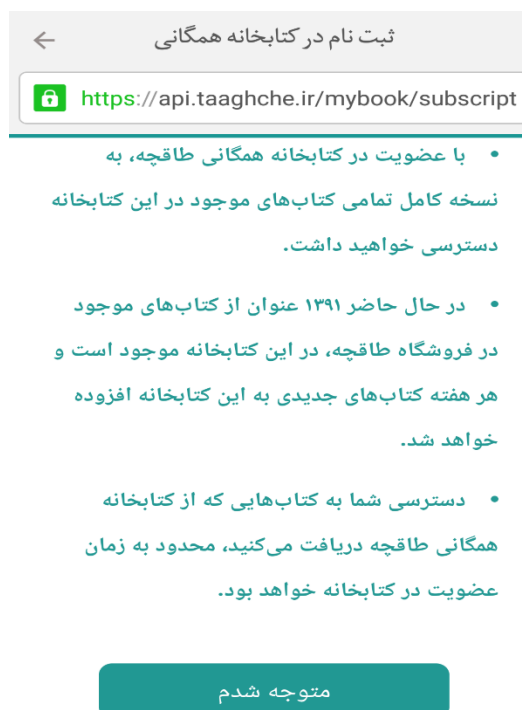 ثبت نام در کتابخانه همگانی
https://api.taaghche.ir/mybook/subscript
• با عضویت در کتابخانه همگانی طاقچه، به
نسخه کامل تمامی کتاب‌های موجود در این کتابخانه
دسترسی خواهید داشت.
• در حال حاضر ۱۳۹۱ عنوان از کتاب‌های موجود
در فروشگاه طاقچه، در این کتابخانه موجود است و
هر هفته کتاب‌های جدیدی به این کتابخانه افزوده
خواهد شد.
• دسترسی شما به کتاب‌هایی که از کتابخانه
همگانی طاقچه دریافت می‌کنید، محدود به زمان
عضویت در کتابخانه خواهد بود.
متوجه شدم